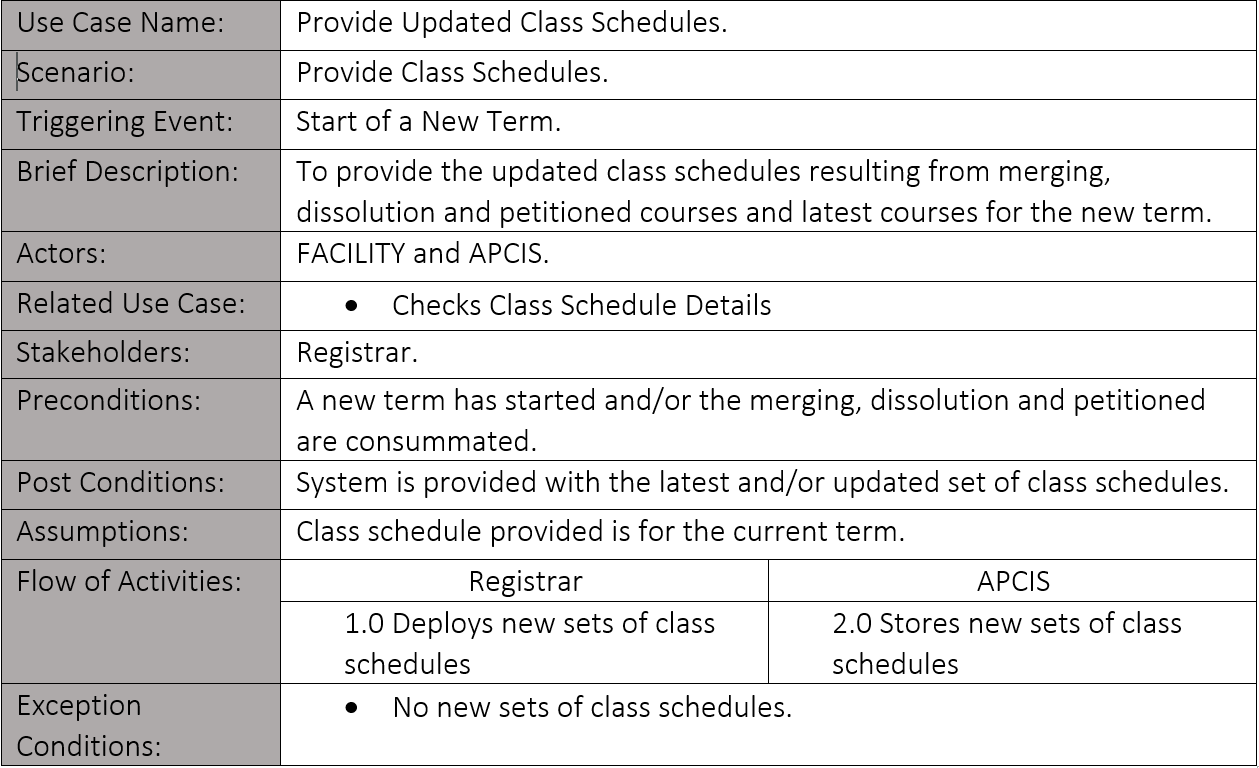 Use Case Name: Provide Updated Class Schedules.
Scenario: Provide Class Schedules.
Triggering Event: Start of a New Term.
Brief Description: To provide the updated class schedules resulting from merging,
dissolution and petitioned courses and latest courses for the new term.
Actors: FACILITY and APCIS.
Related Use Case: • Checks Class Schedule Details
Stakeholders: Registrar.
Preconditions: A new term has started and/or the merging, dissolution and petitioned
are consummated.
Post Conditions: System is provided with the latest and/or updated set of class schedules.
Assumptions: Class schedule provided is for the current term.
Flow of Activities: Registrar APCIS
1.0 Deploys new sets of class 2.0 Stores new sets of class
schedules schedules
Exception • No new sets of class schedules.
Conditions: